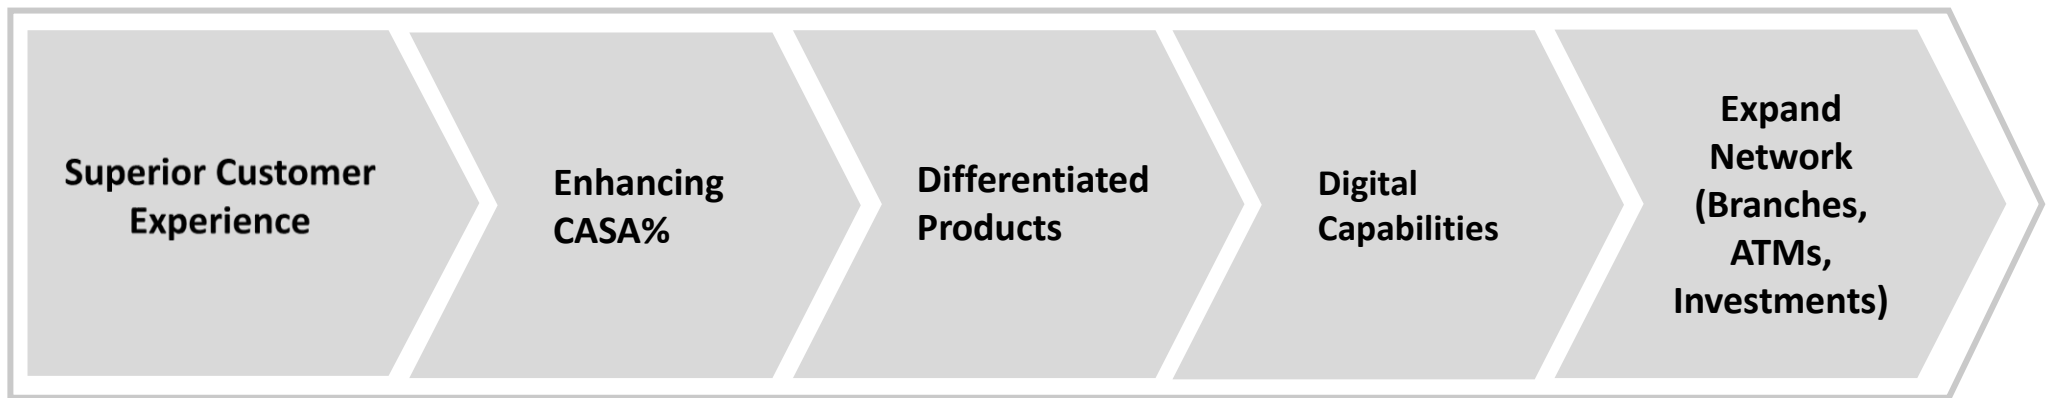 Superior Customer
Experience
Enhancing
CASA%
Differentiated
Products
Digital
Capabilities
Expand
Network
(Branches,
ATMs,
Investments)